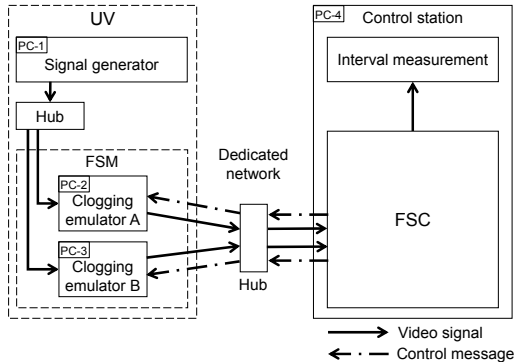 UV
PC-1
Signal generator
Hub
FSM
PC-2
Clogging
emulator A
PC-3
Clogging
emulator B
Dedicated
network
Hub
PC-4
Control station
Interval measurement
FSC
Video signal
Control message